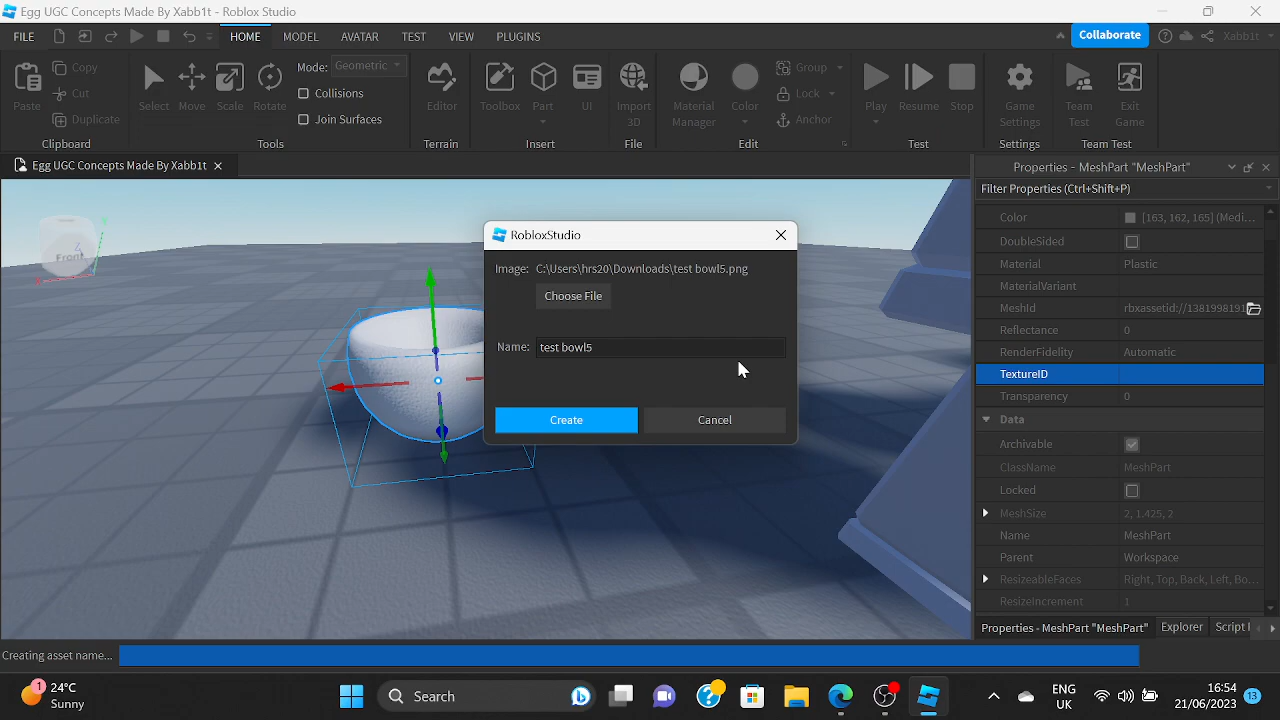 Egg UGC Concepts Made By Xabb1t - Roblox Studio
FILE HOME MODEL AVATAR TEST VIEW PLUGINS Collaborate Xabbit
Paste Copy Cut Duplicate
Select Move Scale Rotate
Mode: Geometric
Collisions
Join Surfaces
Editor
Toolbox Part UI
Import 3D
Material Manager Color
Group
Lock
Anchor
Play Resume Stop
Game Settings
Team Test Exit Game
Clipboard Tools Terrain Insert File Edit Test Settings Team Test
Egg UGC Concepts Made By Xabb1t
Properties - MeshPart "MeshPart"
Filter Properties (Ctrl+Shift+P)
Front
Color [163, 162, 165] (Medi...
DoubleSided
Material Plastic
MaterialVariant
MeshId rbxassetid://1381998191
Reflectance 0
RenderFidelity Automatic
TextureID
Transparency 0
Data
Archivable
ClassName MeshPart
Locked
MeshSize 2, 1.425, 2
Name MeshPart
Parent Workspace
ResizeableFaces Right, Top, Back, Left, Bo...
ResizeIncrement 1
Properties - MeshPart "MeshPart" Explorer Script
RobloxStudio
Image: C:\Users\hrs20\Downloads\test bowl5.png
Choose File
Name: test bowl5
Create Cancel
Creating asset name...
24°C
Sunny
1
Search
ENG
UK
16:54
21/06/2023
13